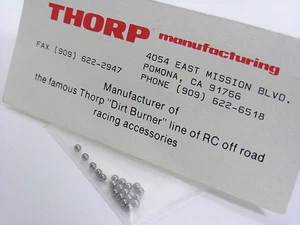 THORP manufacturing
4054 EAST MISSION BLVD.
POMONA, CA 91766
FAX (909) 622-2947 PHONE (909) 622-6518
Manufacturer of
the famous Thorp "Dirt Burner" line of RC off road
racing accessories